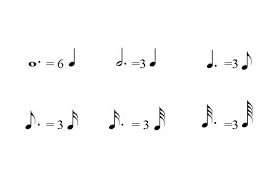 𝅝. = 6 𝅘𝅥 𝅗𝅥. =3 𝅘𝅥 𝅘𝅥. =3 𝅘𝅥𝅮
𝅘𝅥𝅮. = 3 𝅘𝅥𝅯 𝅘𝅥𝅯. = 3 𝅘𝅥𝅰 𝅘𝅥𝅰. =3 𝅘𝅥𝅱